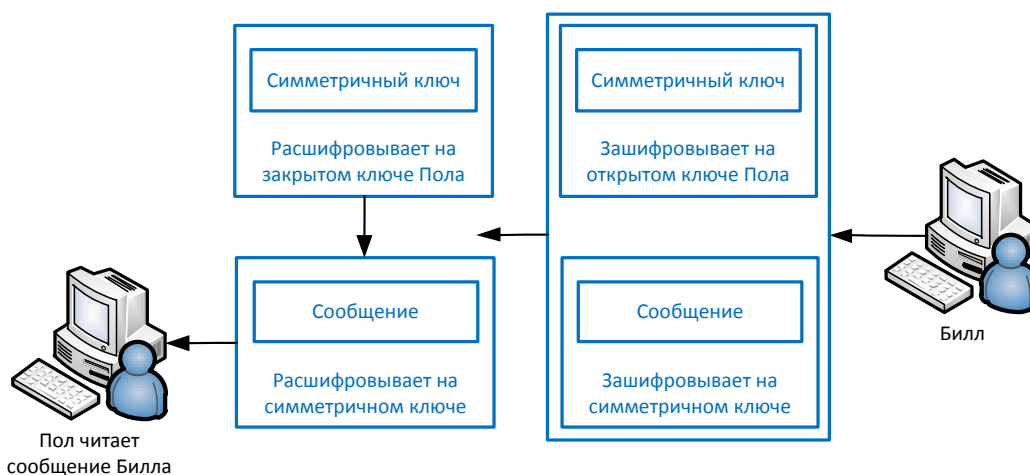 Симметричный ключ
Расшифровывает на
закрытом ключе Пола
Симметричный ключ
Зашифровывает на
открытом ключе Пола
Сообщение
Расшифровывает на
симметричном ключе
Сообщение
Зашифровывает на
симметричном ключе
Билл
Пол читает
сообщение Билла